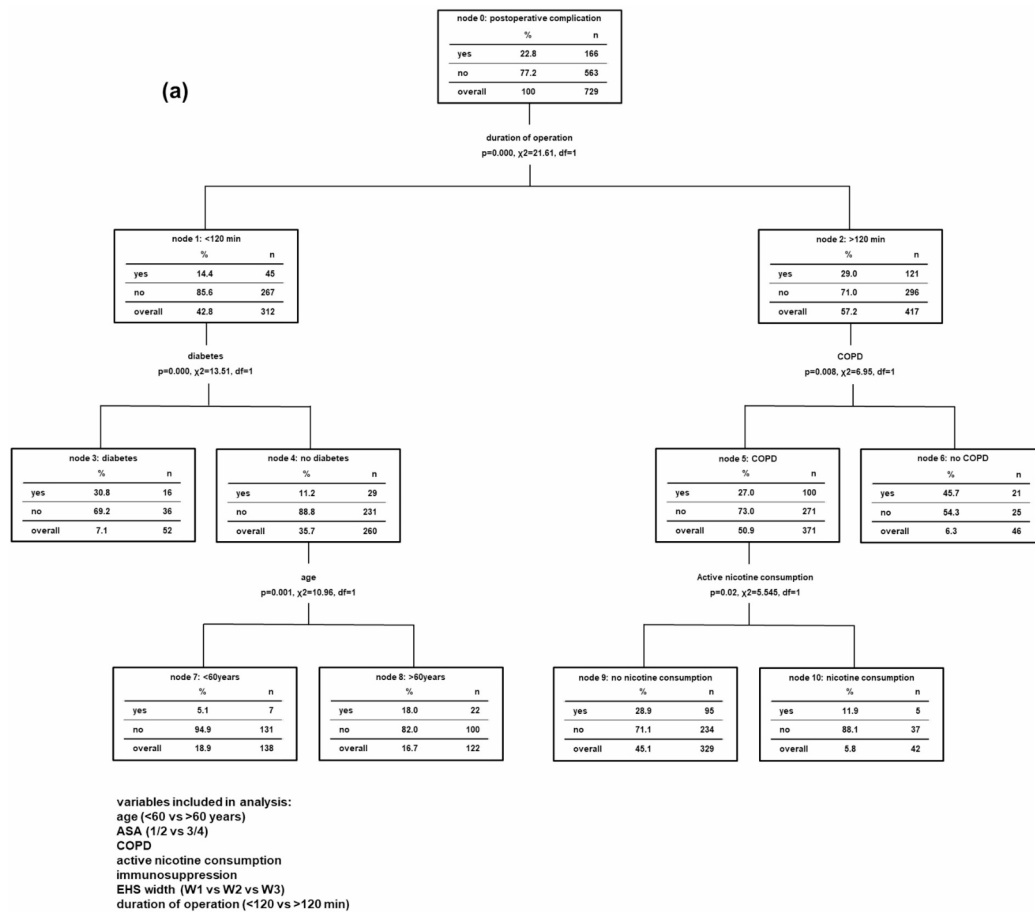 node 0: postoperative complication
% n
yes 22.8 166
no 77.2 563
overall 100 729
(a)
duration of operation
p=0.000, χ2=21.61, df=1
node 1: <120 min
% n
yes 14.4 45
no 85.6 267
overall 42.8 312
node 2: >120 min
% n
yes 29.0 121
no 71.0 296
overall 57.2 417
diabetes
p=0.000, χ2=13.51, df=1
COPD
p=0.008, χ2=6.95, df=1
node 3: diabetes
% n
yes 30.8 16
no 69.2 36
overall 7.1 52
node 4: no diabetes
% n
yes 11.2 29
no 88.8 231
overall 35.7 260
node 5: COPD
% n
yes 27.0 100
no 73.0 271
overall 50.9 371
node 6: no COPD
% n
yes 45.7 21
no 54.3 25
overall 6.3 46
age
p=0.001, χ2=10.96, df=1
Active nicotine consumption
p=0.02, χ2=5.545, df=1
node 7: <60years
% n
yes 5.1 7
no 94.9 131
overall 18.9 138
node 8: >60years
% n
yes 18.0 22
no 82.0 100
overall 16.7 122
node 9: no nicotine consumption
% n
yes 28.9 95
no 71.1 234
overall 45.1 329
node 10: nicotine consumption
% n
yes 11.9 5
no 88.1 37
overall 5.8 42
variables included in analysis:
age (<60 vs >60 years)
ASA (1/2 vs 3/4)
COPD
active nicotine consumption
immunosuppression
EHS width (W1 vs W2 vs W3)
duration of operation (<120 vs >120 min)